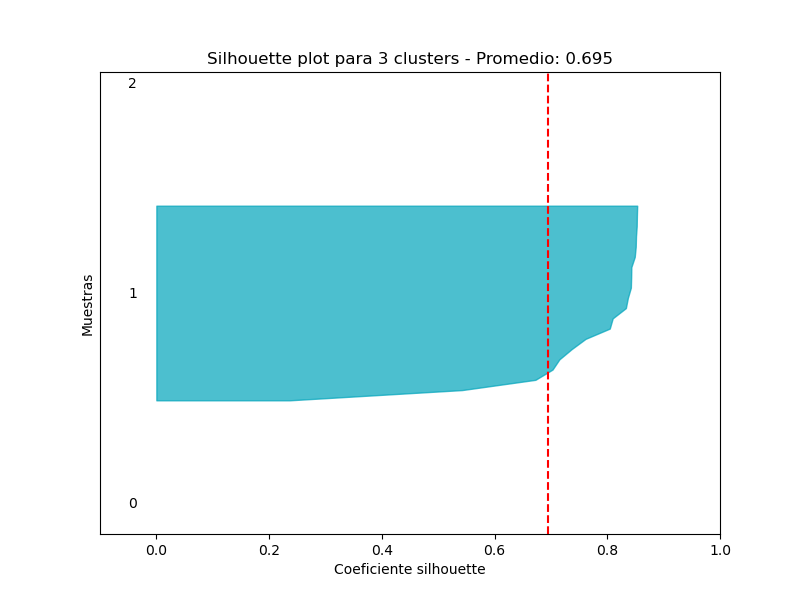 Silhouette plot para 3 clusters - Promedio: 0.695
2
1
0
Muestras
0.0 0.2 0.4 0.6 0.8 1.0
Coeficiente silhouette